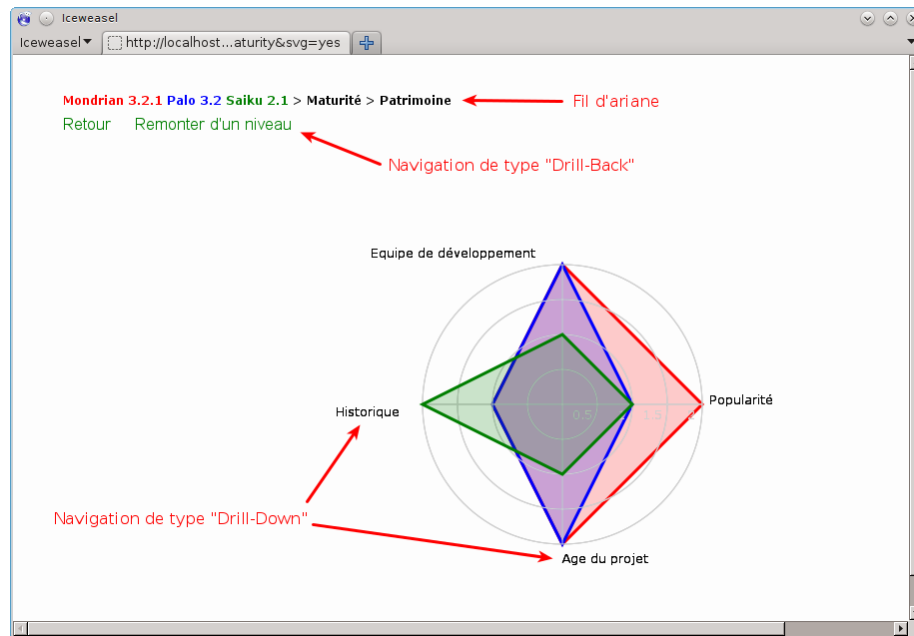 Iceweasel
Iceweasel
http://localhost...aturity&svg=yes
Mondrian 3.2.1 Palo 3.2 Saiku 2.1 > Maturité > Patrimoine
Fil d'ariane
Retour Remonter d'un niveau
Navigation de type "Drill-Back"
Equipe de développement
Popularité
Historique
0.5
1.5
Navigation de type "Drill-Down"
Age du projet